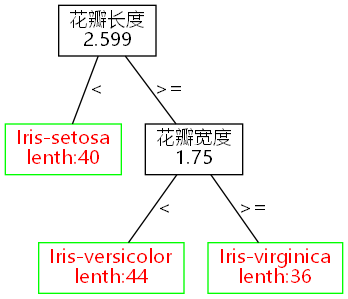 花瓣长度
2.599
<
>=
Iris-setosa
lenth:40
花瓣宽度
1.75
<
>=
Iris-versicolor
lenth:44
Iris-virginica
lenth:36